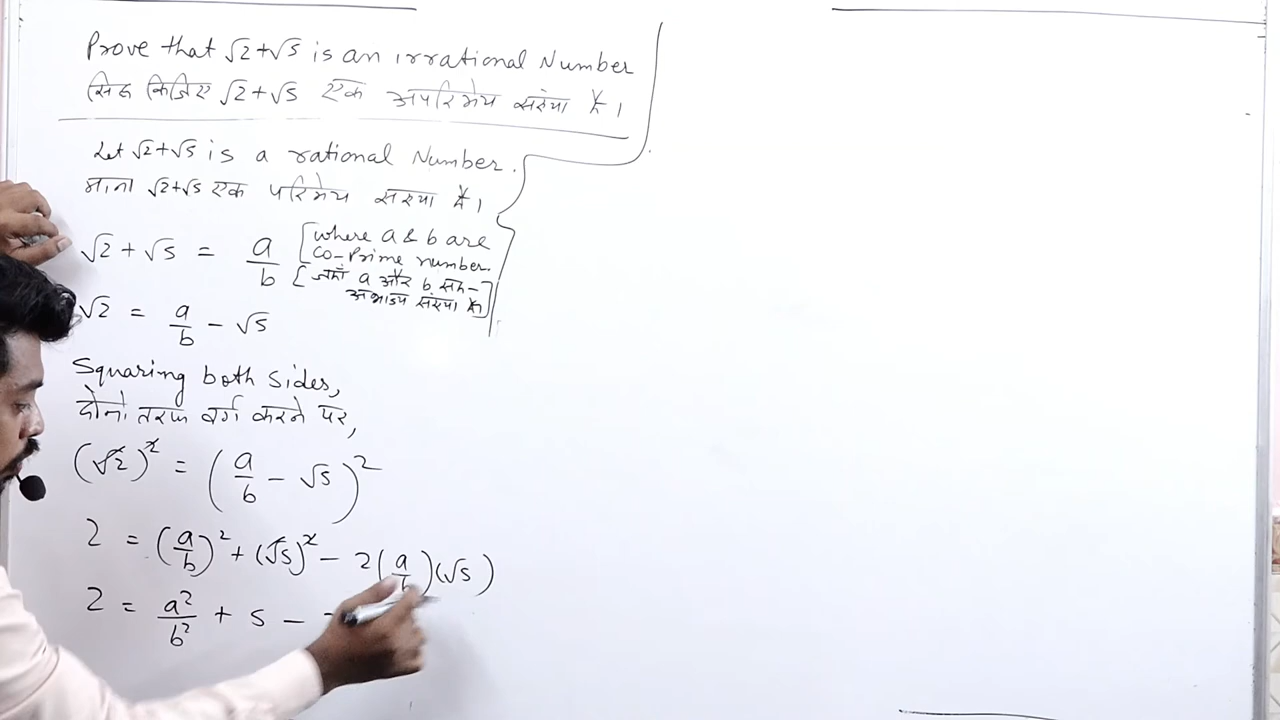 Prove that √2+√5 is an irrational Number
सिद्ध किजिए √2+√5 एक अपरिमेय संख्या है।
Let √2+√5 is a rational Number.
माना √2+√5 एक परिमेय संख्या है।
√2 + √5 = a/b [where a & b are co-Prime number.
[जहाँ a और b सह-अभाज्य संख्या है]
√2 = a/b - √5
Squaring both sides,
दोनो तरफ वर्ग करने पर,
(√2)² = (a/b - √5)²
2 = (a/b)² + (√5)² - 2(a/b)(√5)
2 = a²/b² + 5 -